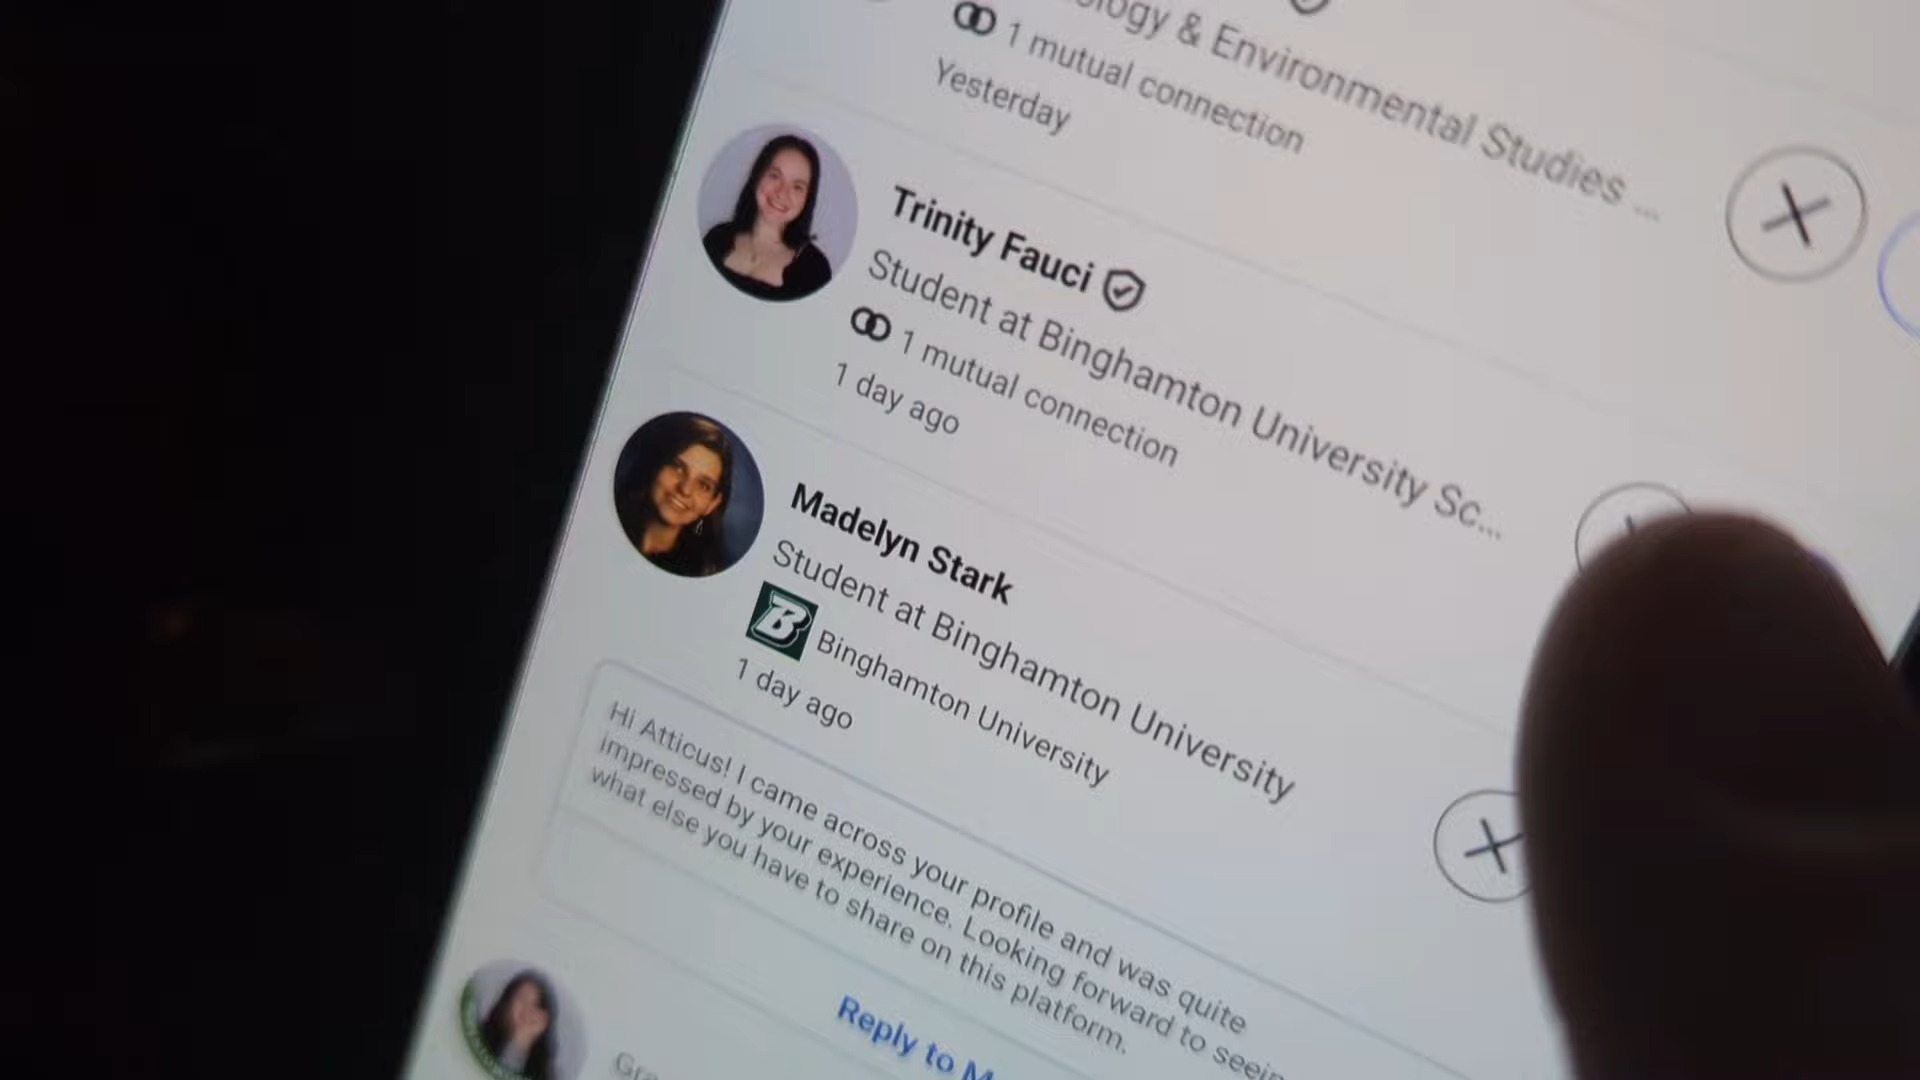 ology & Environmental Studies ...
1 mutual connection
Yesterday
Trinity Fauci
Student at Binghamton University Sc...
1 mutual connection
1 day ago
Madelyn Stark
Student at Binghamton University
B
Binghamton University
1 day ago
Hi Atticus! I came across your profile and was quite
impressed by your experience. Looking forward to seein
what else you have to share on this platform.
Reply to M
Gre